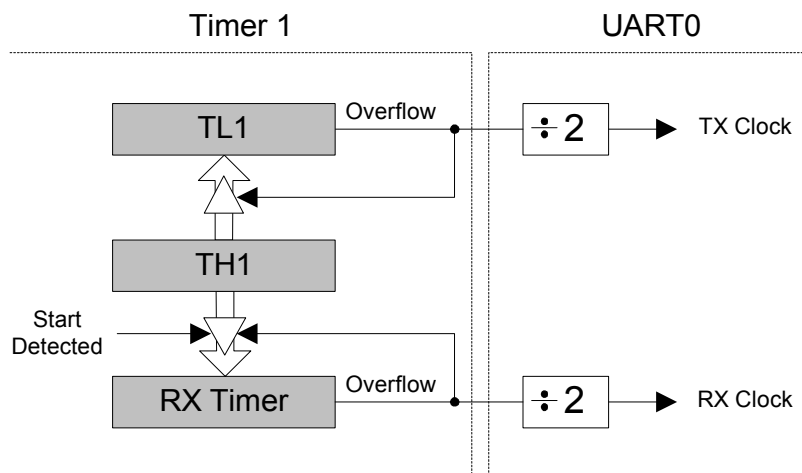 Timer 1
UART0
TL1
Overflow
÷2
TX Clock
TH1
Start
Detected
RX Timer
Overflow
÷2
RX Clock